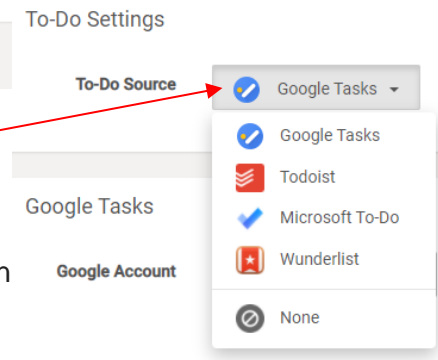 To-Do Settings
To-Do Source Google Tasks
Google Tasks
Todoist
Google Tasks
Microsoft To-Do
Wunderlist
n Google Account
None